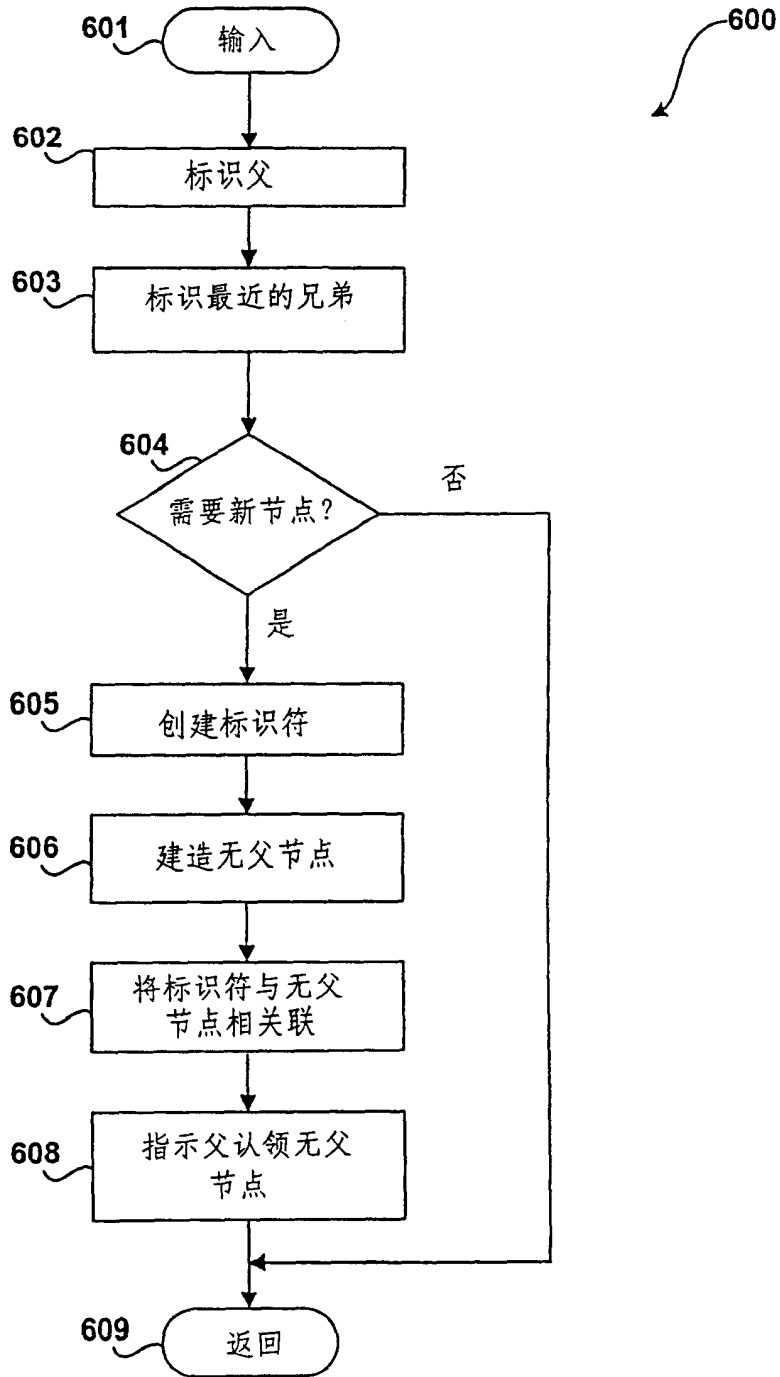 600
601
输入
602
标识父
603
标识最近的兄弟
604
需要新节点?
否
是
605
创建标识符
606
建造无父节点
607
将标识符与无父
节点相关联
608
指示父认领无父
节点
609
返回